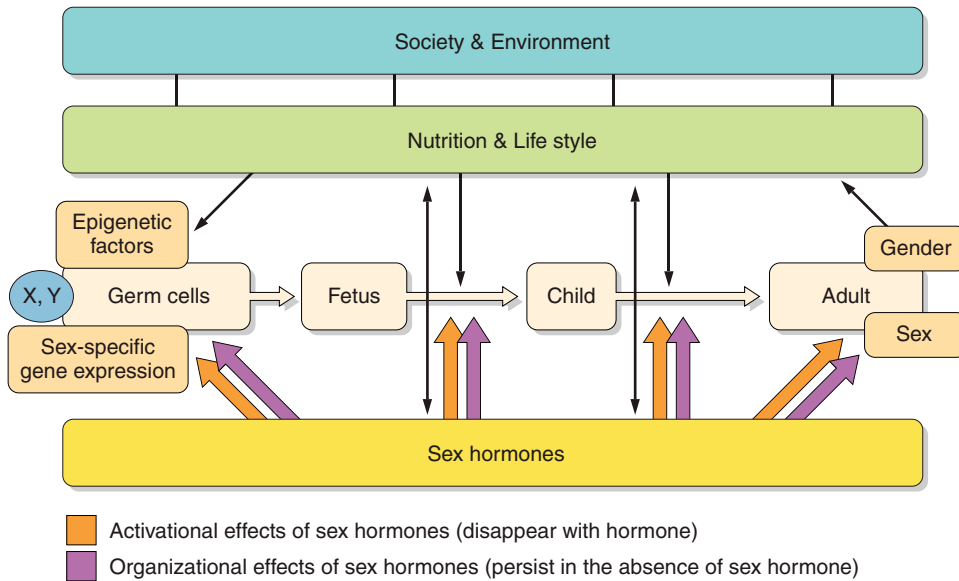 Society & Environment
Nutrition & Life style
Epigenetic
factors
Gender
X, Y
Germ cells
Fetus
Child
Adult
Sex-specific
gene expression
Sex
Sex hormones
Activational effects of sex hormones (disappear with hormone)
Organizational effects of sex hormones (persist in the absence of sex hormone)